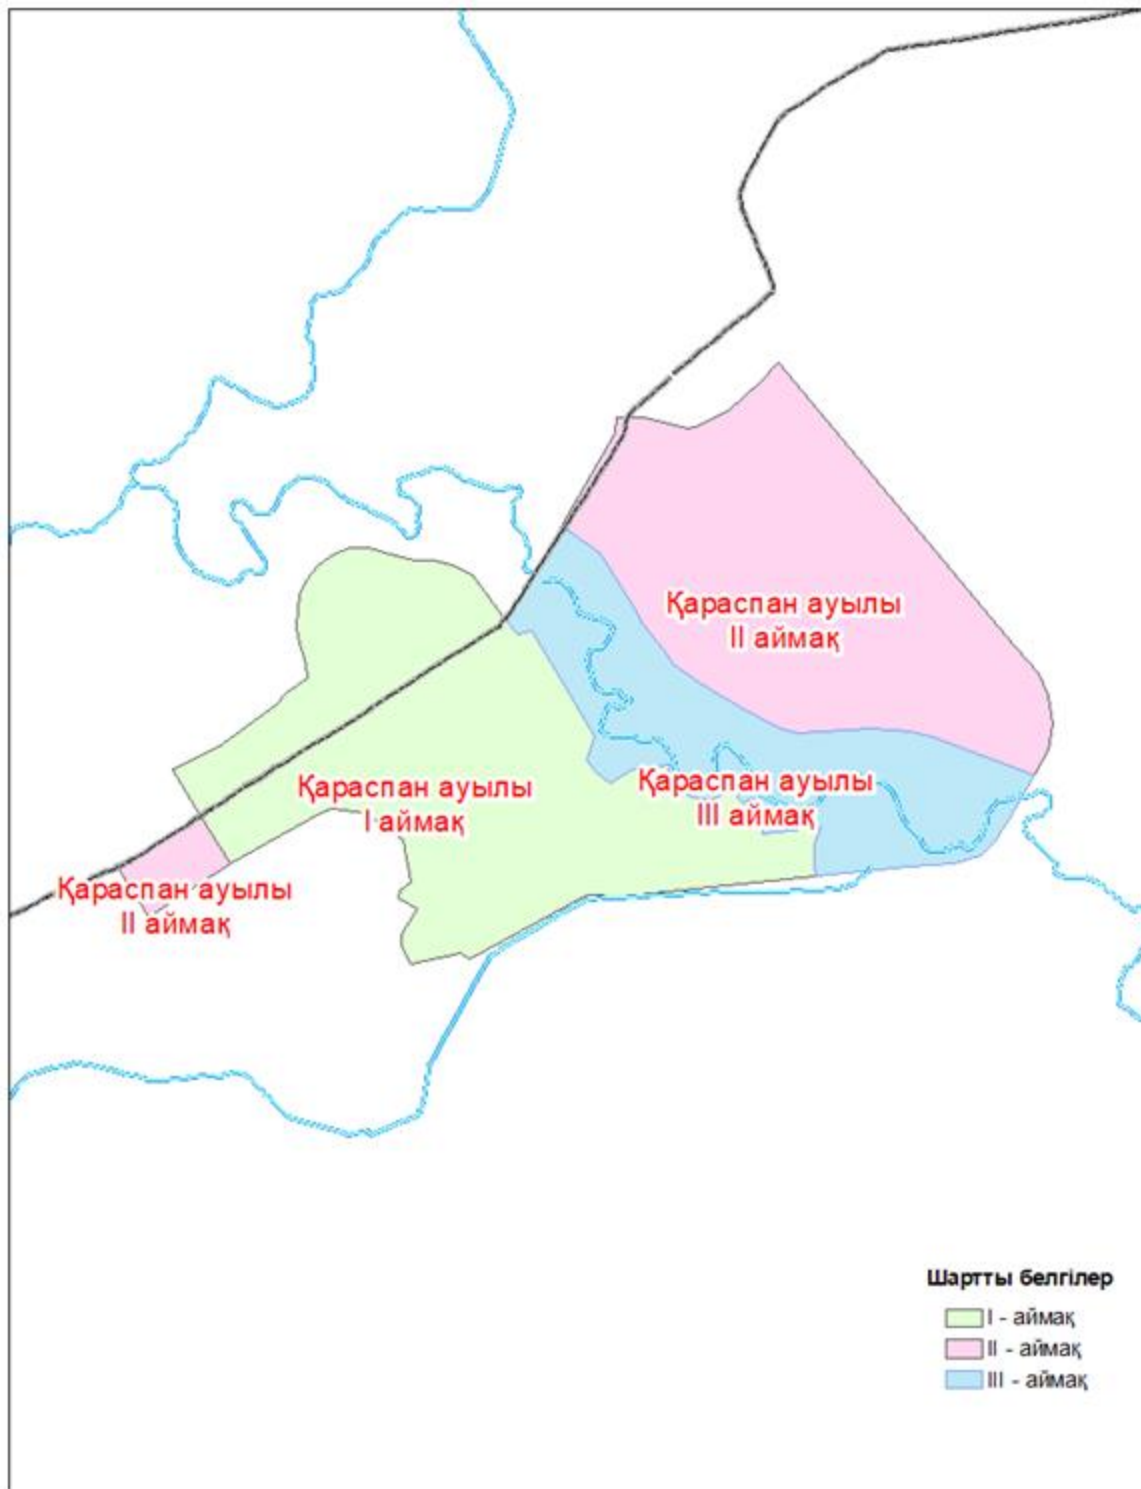 Қараспан ауылы
II аймақ
Қараспан ауылы
I аймақ
Қараспан ауылы
III аймақ
Қараспан ауылы
II аймақ
Шартты белгілер
I - аймақ
II - аймақ
III - аймақ